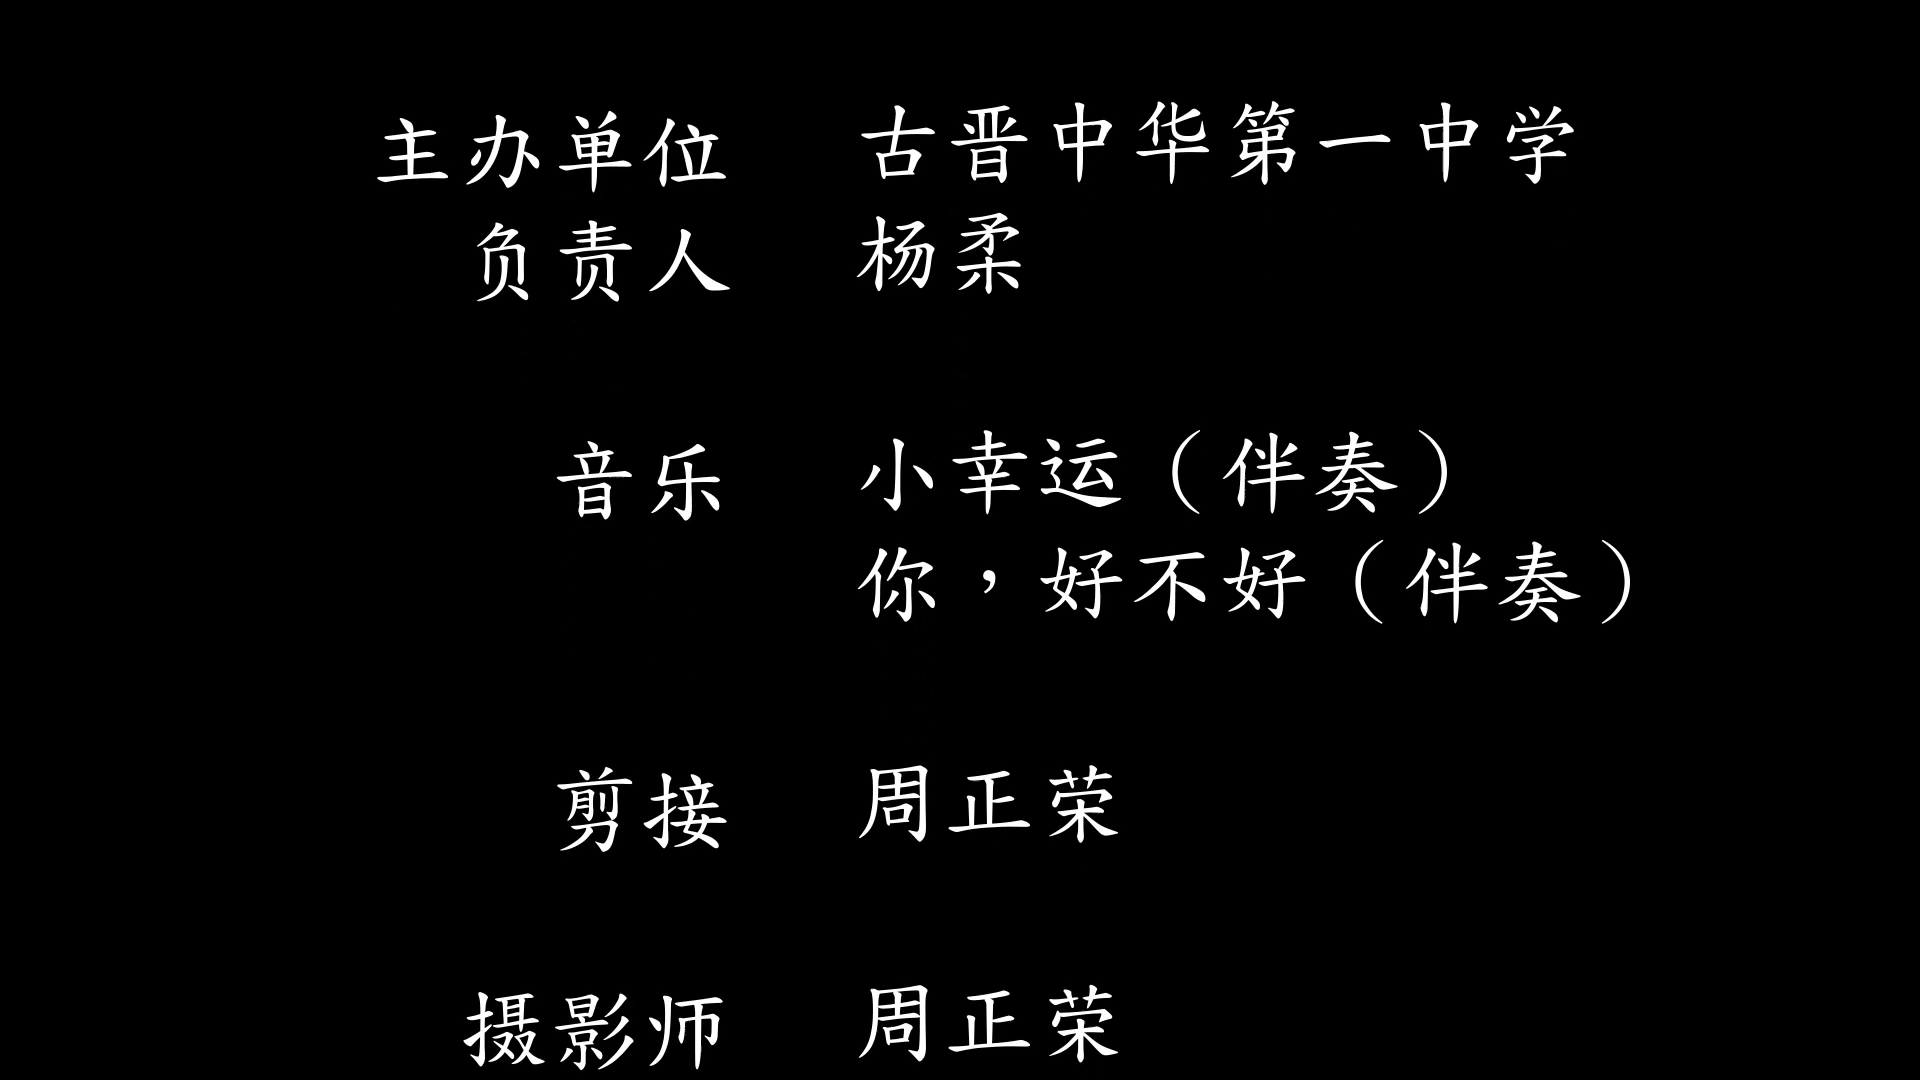 主办单位 古晋中华第一中学
负责人 杨柔
音乐 小幸运（伴奏）
你，好不好（伴奏）
剪接 周正荣
摄影师 周正荣